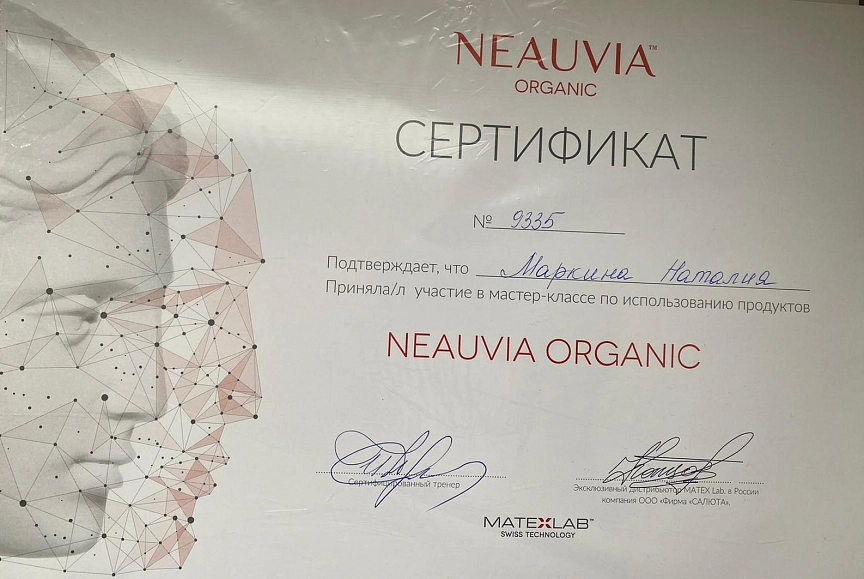 NEAUVIA™
ORGANIC
СЕРТИФИКАТ
№ 9335
Подтверждает, что Маркина Наталия
Приняла/л участие в мастер-классе по использованию продуктов
NEAUVIA ORGANIC
Сертифицированный тренер
Эксклюзивный дистрибьютор MATEX Lab. в России
компания ООО «Фирма «САЛЮТА».
MATEXLAB™
SWISS TECHNOLOGY